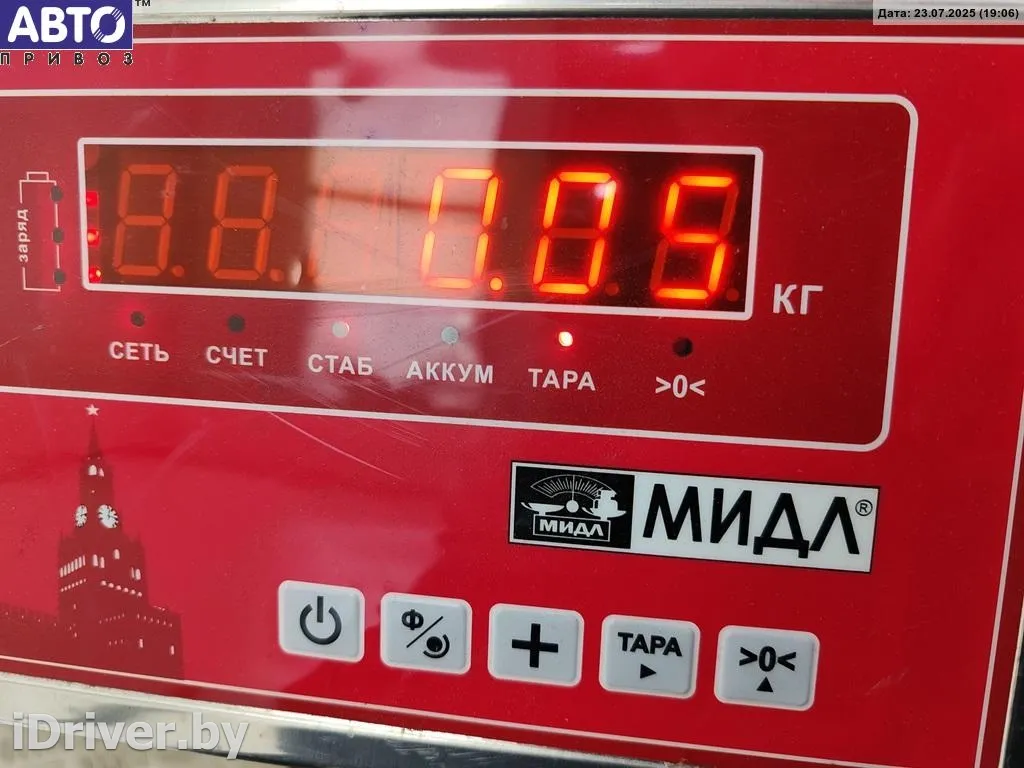 АВТО™
ПРИВОЗ
Дата: 23.07.2025 (19:06)
заряд
0.05
КГ
СЕТЬ СЧЕТ СТАБ АККУМ ТАРА >0<
МИДЛ МИДЛ®
Ф + ТАРА >0<
iDriver.by